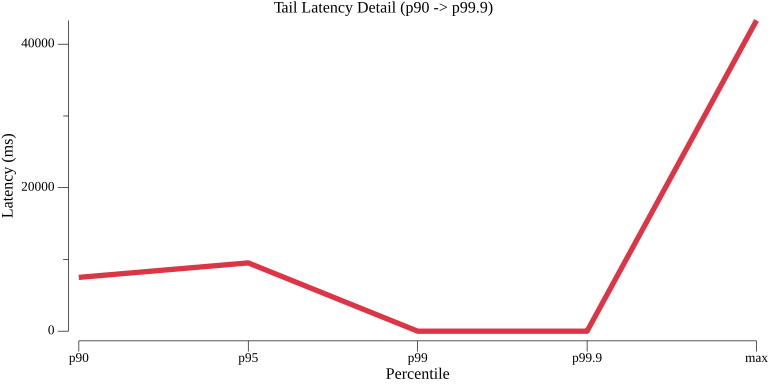 Tail Latency Detail (p90 -> p99.9)
40000
20000
0
Latency (ms)
p90 p95 p99 p99.9 max
Percentile